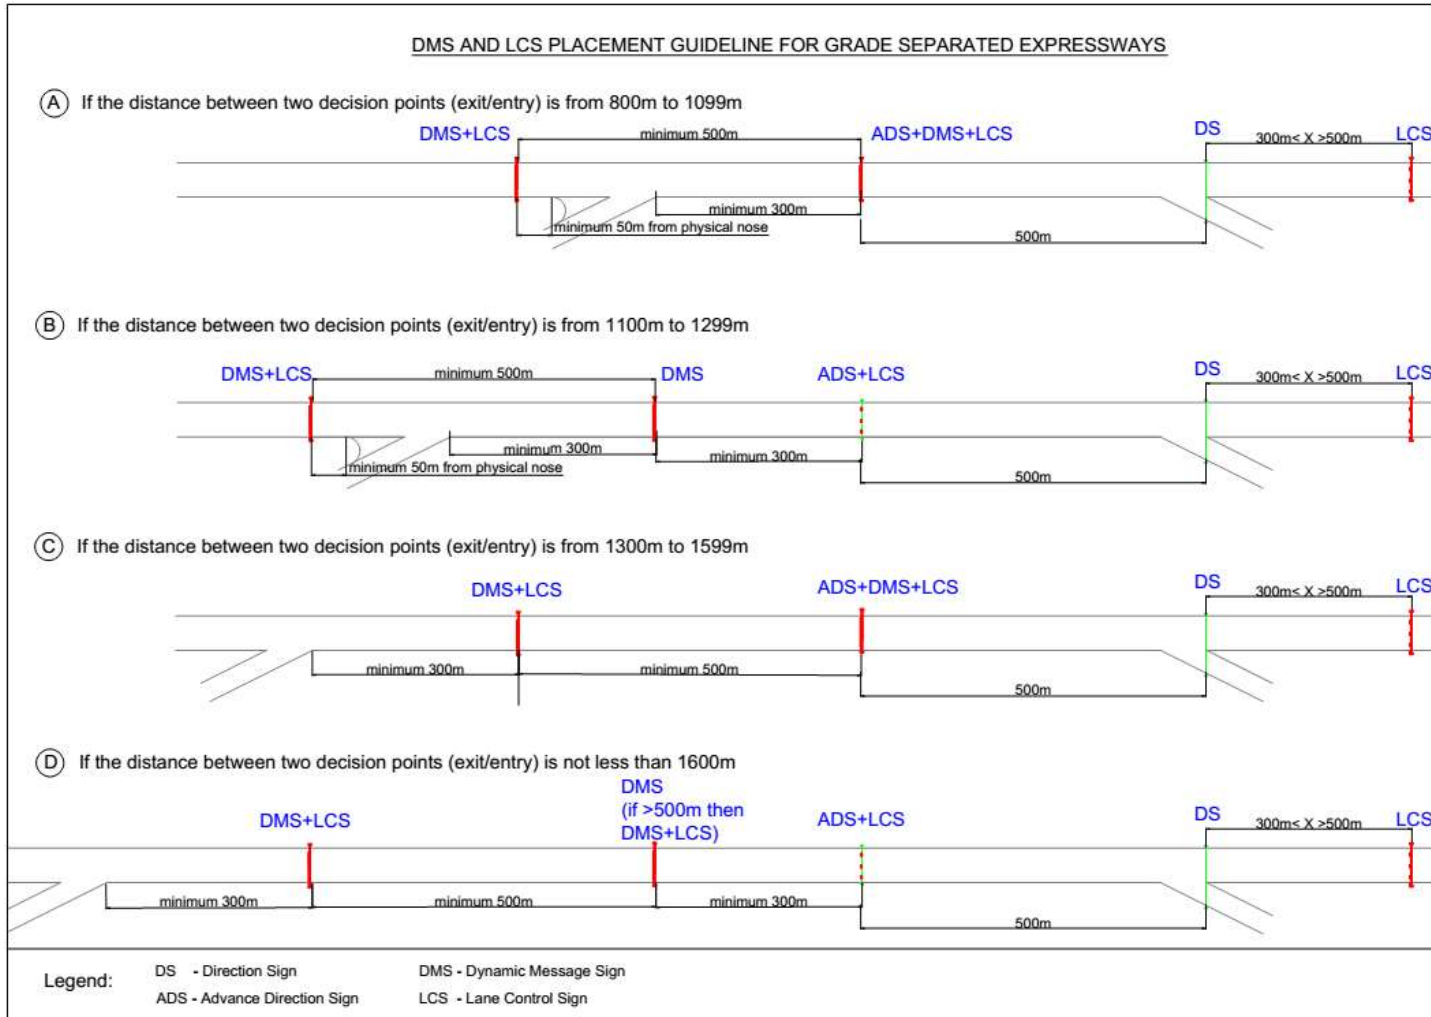 DMS AND LCS PLACEMENT GUIDELINE FOR GRADE SEPARATED EXPRESSWAYS
A If the distance between two decision points (exit/entry) is from 800m to 1099m
DMS+LCS
minimum 500m
ADS+DMS+LCS
DS
300m< X >500m
LCS
minimum 300m
minimum 50m from physical nose
500m
B If the distance between two decision points (exit/entry) is from 1100m to 1299m
DMS+LCS
minimum 500m
DMS
ADS+LCS
DS
300m< X >500m
LCS
minimum 300m
minimum 300m
minimum 50m from physical nose
500m
C If the distance between two decision points (exit/entry) is from 1300m to 1599m
DMS+LCS
ADS+DMS+LCS
DS
300m< X >500m
LCS
minimum 300m
minimum 500m
500m
D If the distance between two decision points (exit/entry) is not less than 1600m
DMS+LCS
DMS
(if >500m then
DMS+LCS)
ADS+LCS
DS
300m< X >500m
LCS
minimum 300m
minimum 500m
minimum 300m
500m
Legend:
DS - Direction Sign
DMS - Dynamic Message Sign
ADS - Advance Direction Sign
LCS - Lane Control Sign